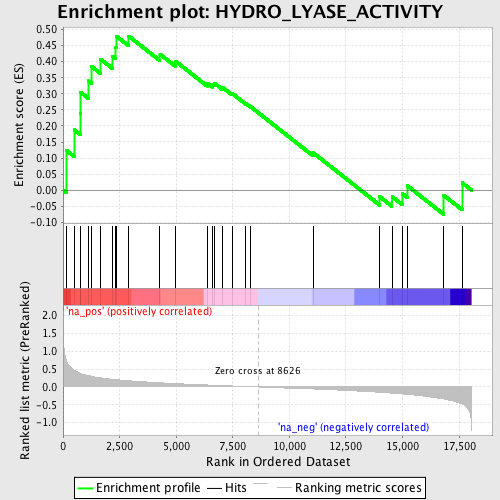 Enrichment plot: HYDRO_LYASE_ACTIVITY
Enrichment score (ES)
0.50
0.45
0.40
0.35
0.30
0.25
0.20
0.15
0.10
0.05
0.00
-0.05
-0.10
'na_pos' (positively correlated)
Ranked list metric (PreRanked)
2.0
1.5
1.0
0.5
0.0
-0.5
-1.0
Zero cross at 8626
'na_neg' (negatively correlated)
0 2,500 5,000 7,500 10,000 12,500 15,000 17,500
Rank in Ordered Dataset
Enrichment profile Hits Ranking metric scores